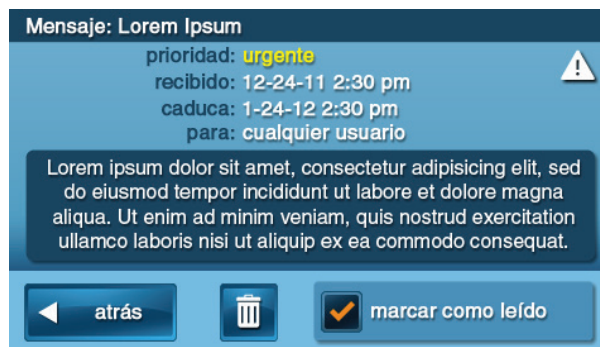 Mensaje: Lorem Ipsum
prioridad: urgente
recibido: 12-24-11 2:30 pm
caduca: 1-24-12 2:30 pm
para: cualquier usuario
Lorem ipsum dolor sit amet, consectetur adipisicing elit, sed
do eiusmod tempor incididunt ut labore et dolore magna
aliqua. Ut enim ad minim veniam, quis nostrud exercitation
ullamco laboris nisi ut aliquip ex ea commodo consequat.
atrás
marcar como leído